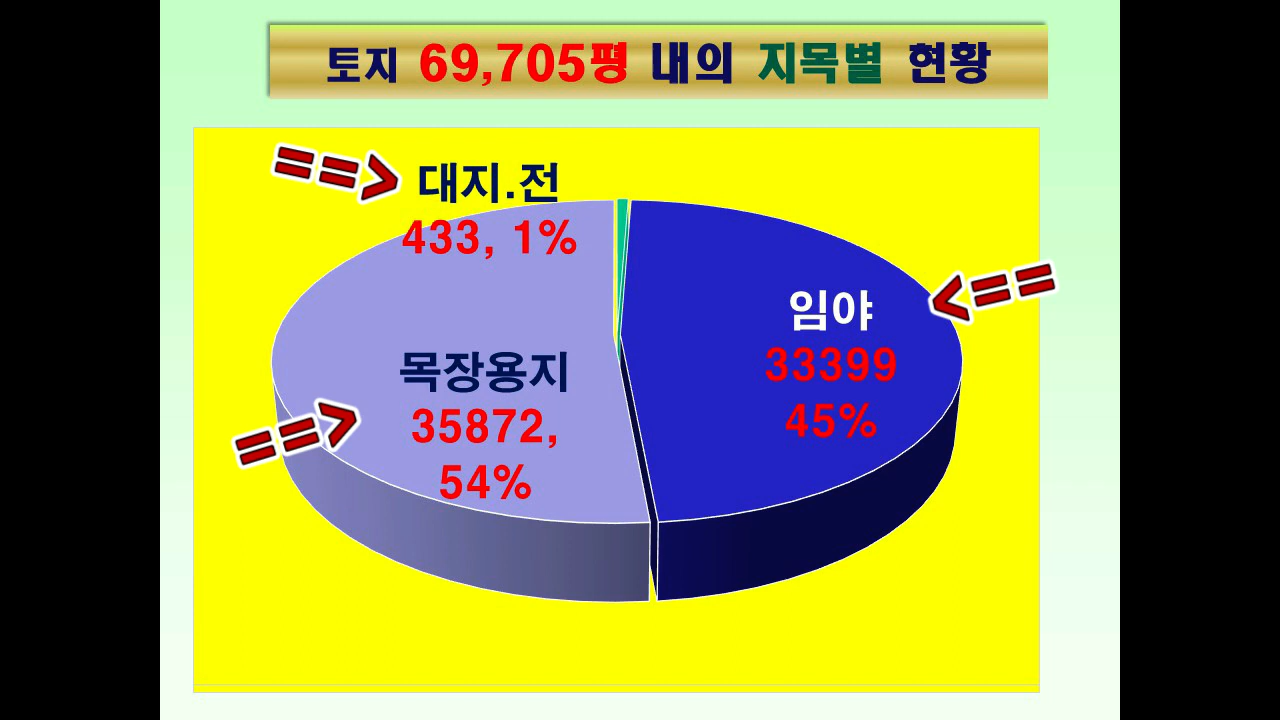 토지 69,705평 내의 지목별 현황
==> 대지.전
433, 1%
임야 <==
33399
45%
목장용지
==> 35872,
54%